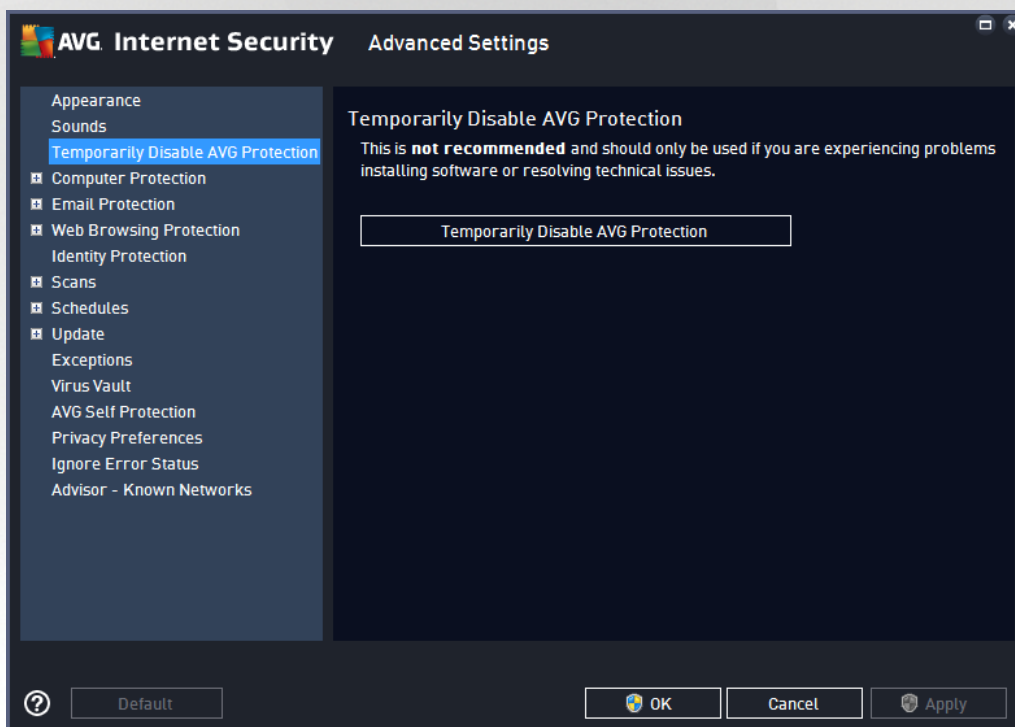 AVG. Internet Security Advanced Settings
Appearance
Sounds
Temporarily Disable AVG Protection
Computer Protection
Email Protection
Web Browsing Protection
Identity Protection
Scans
Schedules
Update
Exceptions
Virus Vault
AVG Self Protection
Privacy Preferences
Ignore Error Status
Advisor - Known Networks
Temporarily Disable AVG Protection
This is not recommended and should only be used if you are experiencing problems
installing software or resolving technical issues.
Temporarily Disable AVG Protection
? Default OK Cancel Apply